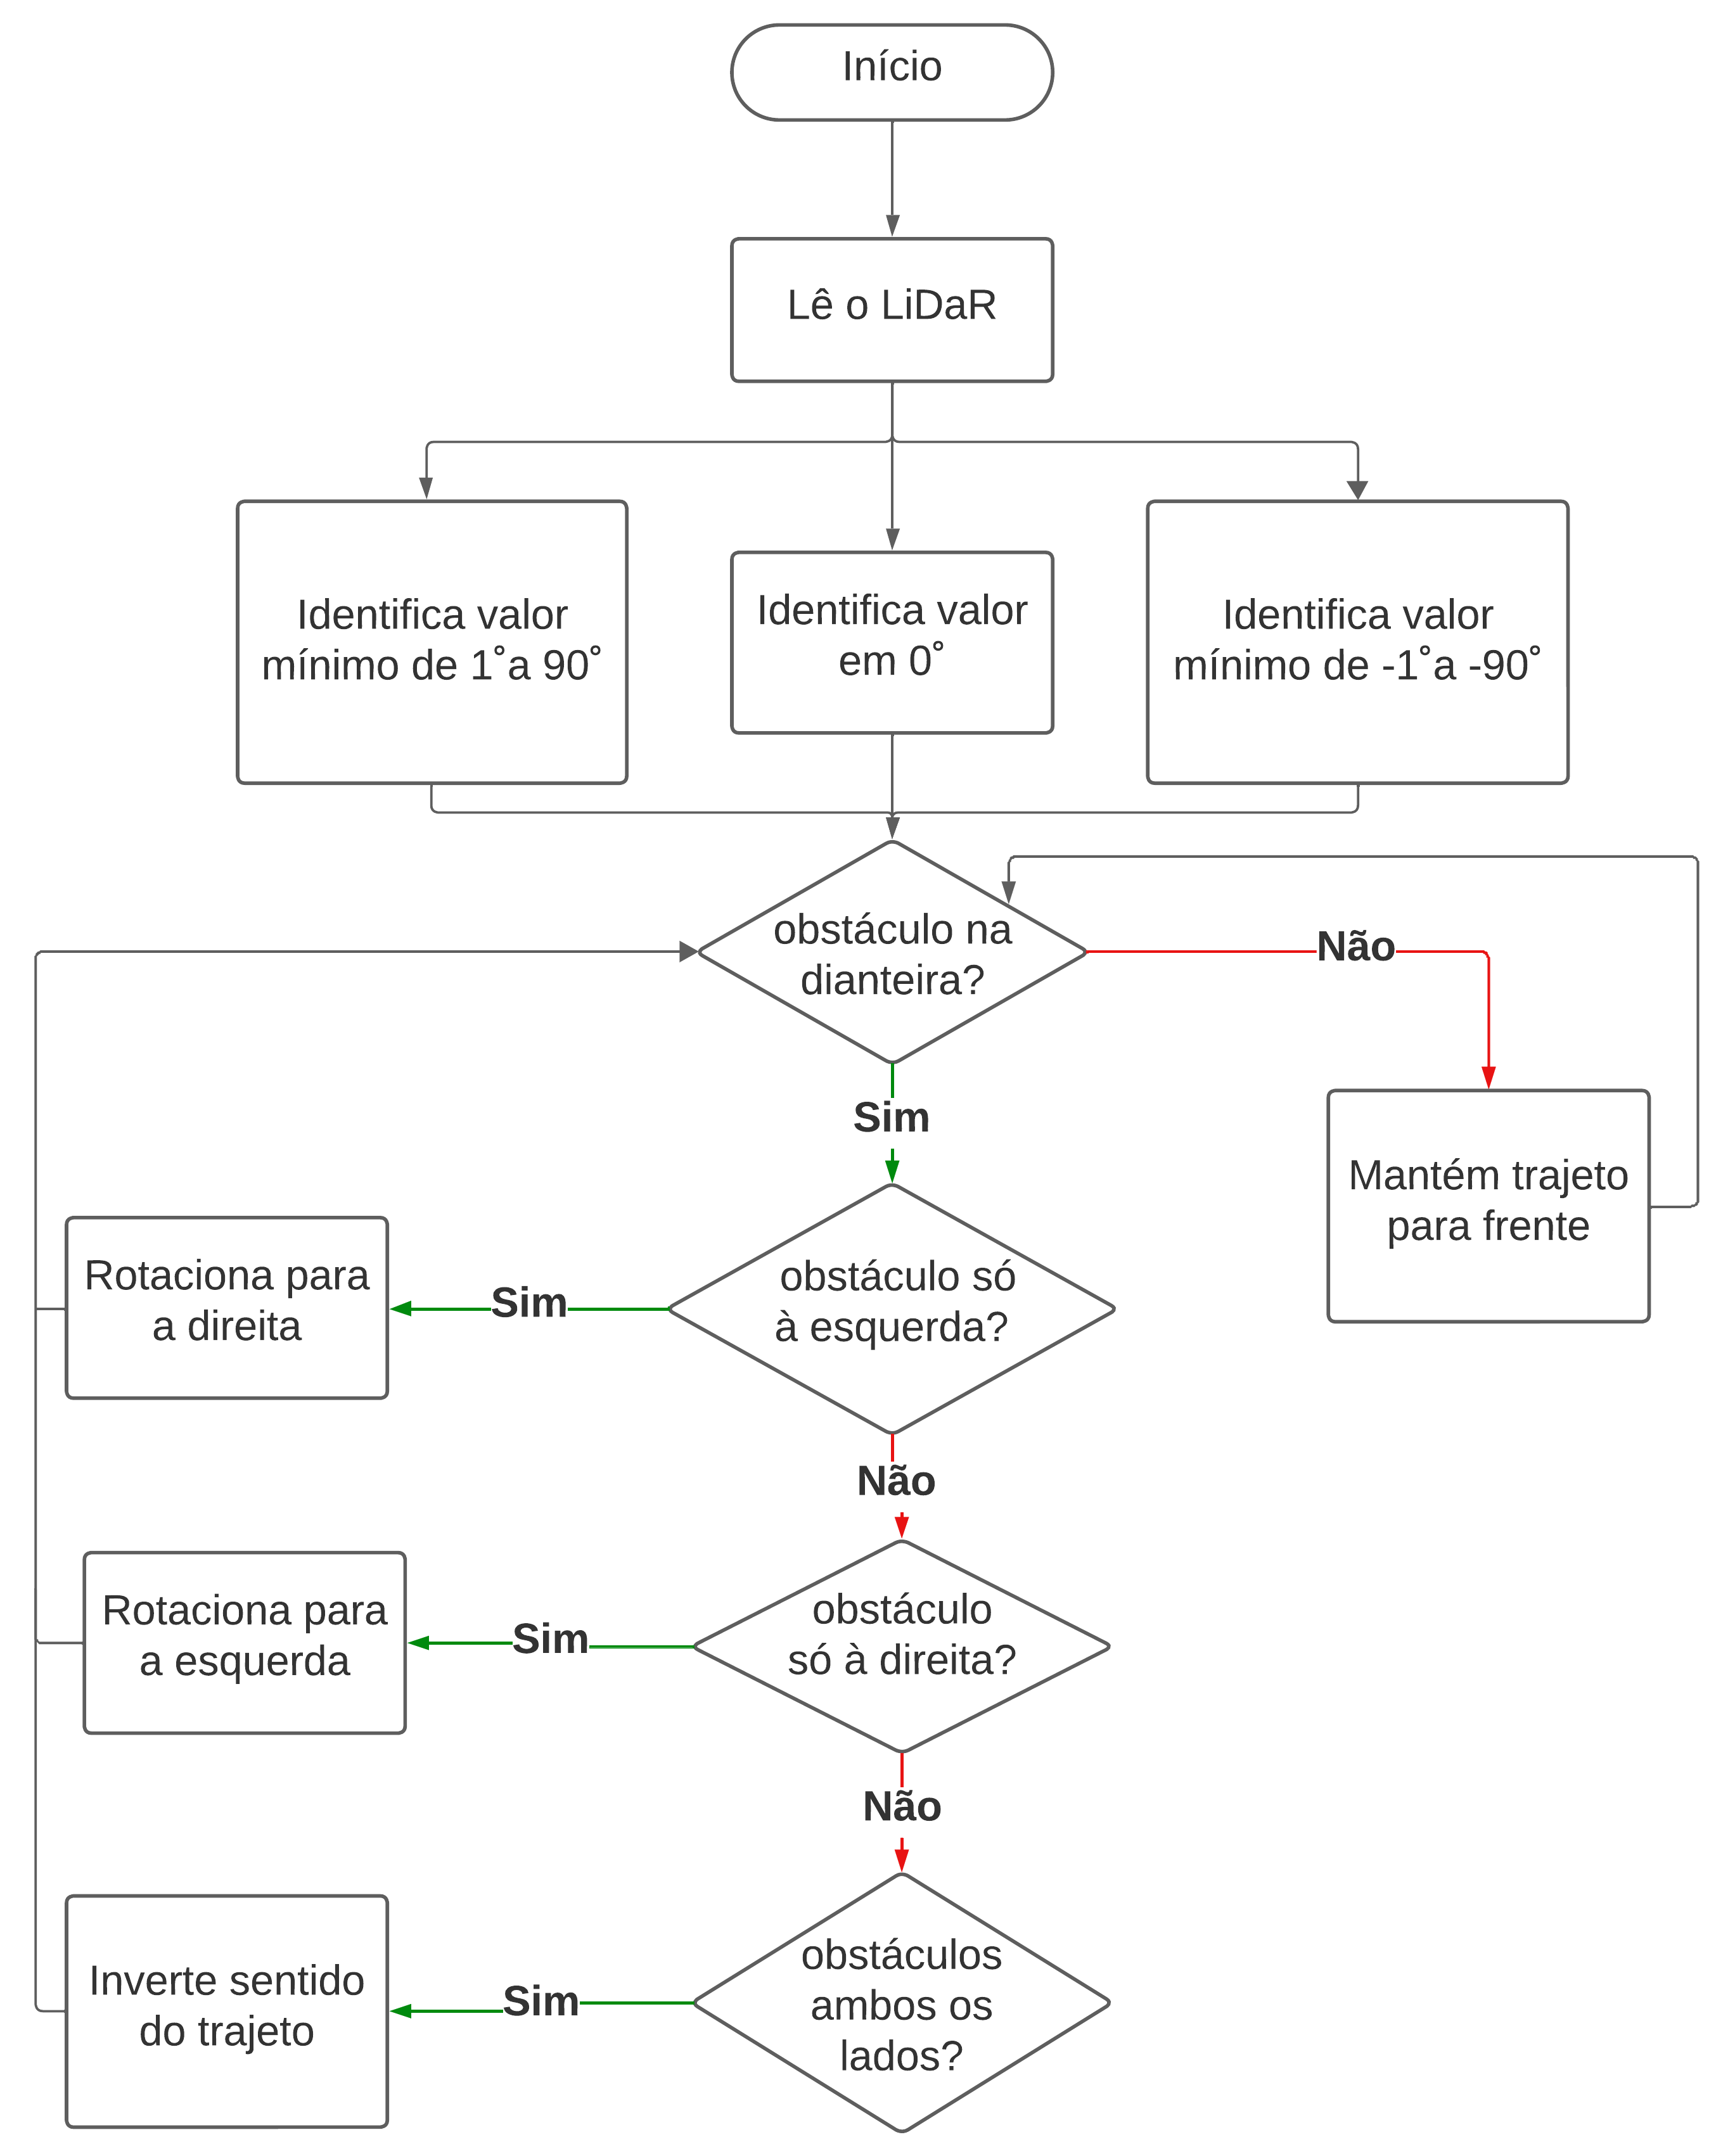 Início
Lê o LiDaR
Identifica valor
mínimo de 1˚a 90˚
Identifica valor
em 0˚
Identifica valor
mínimo de -1˚a -90˚
obstáculo na
dianteira?
Não
Sim
Mantém trajeto
para frente
obstáculo só
à esquerda?
Sim
Rotaciona para
a direita
Não
obstáculo
só à direita?
Sim
Rotaciona para
a esquerda
Não
obstáculos
ambos os
lados?
Sim
Inverte sentido
do trajeto